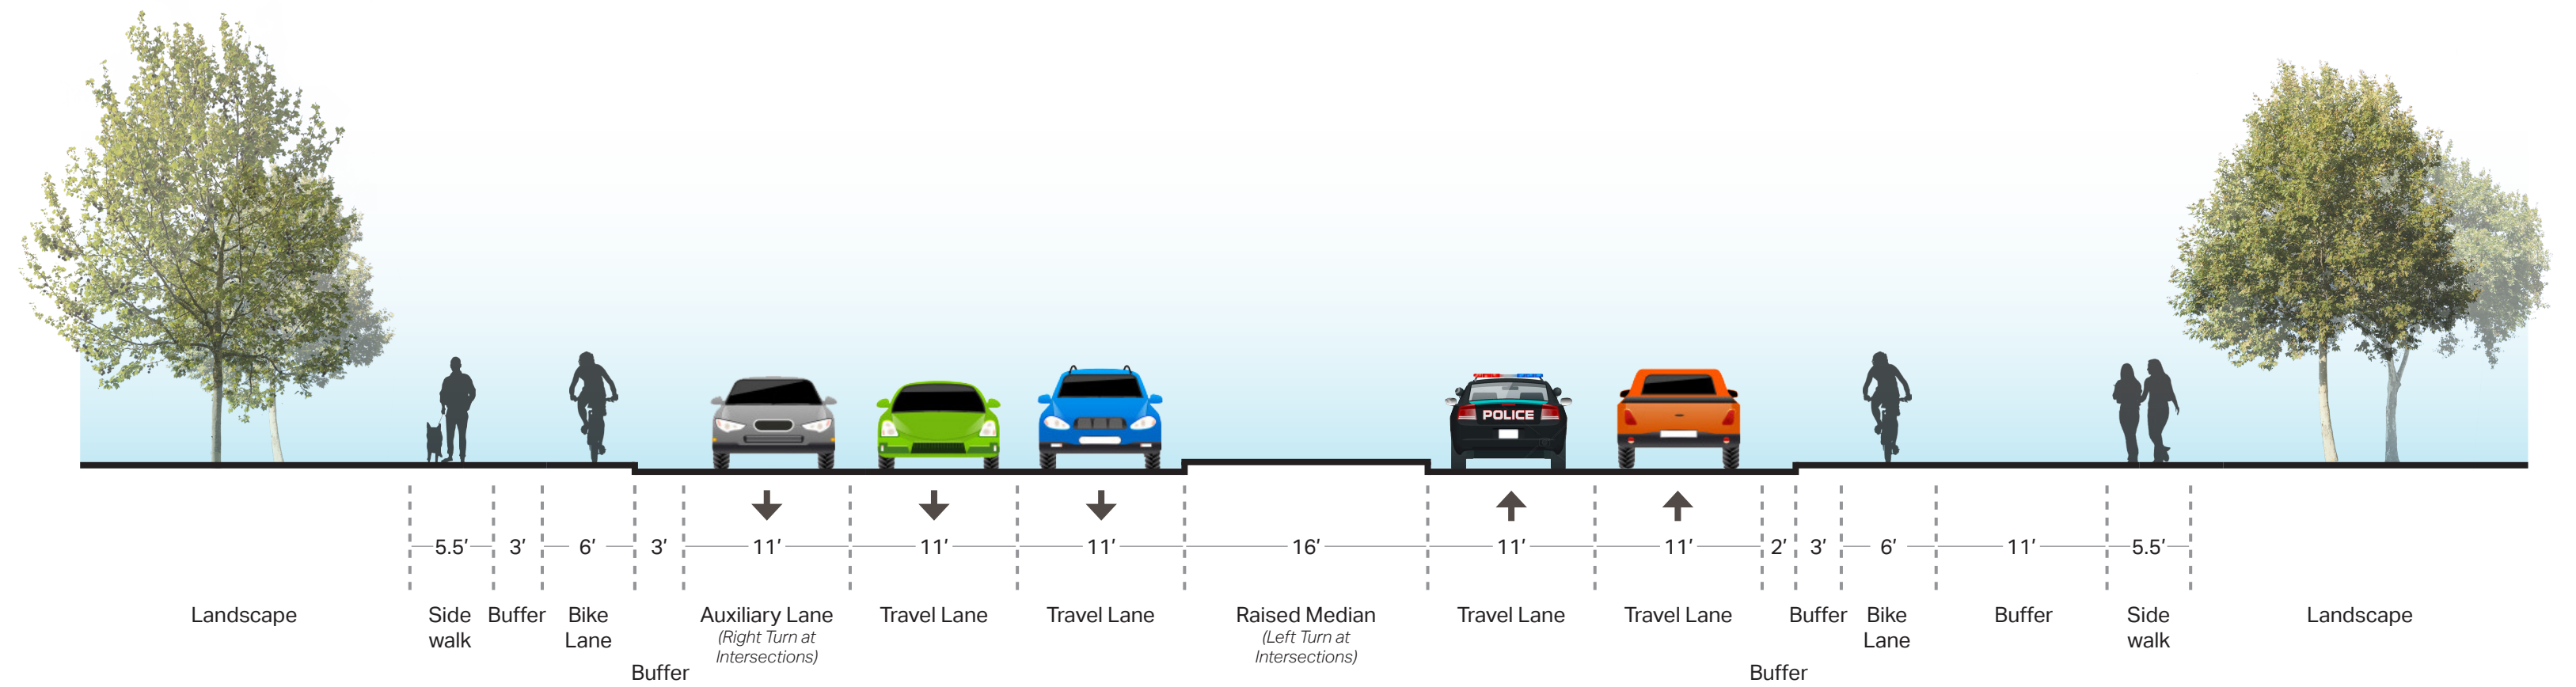 POLICE
5.5’ 3’ 6’ 3’ 11’ 11’ 11’ 16’ 11’ 11’ 2’ 3’ 6’ 11’ 5.5’
Landscape
Side
walk
Buffer
Bike
Lane
Buffer
Auxiliary Lane
(Right Turn at
Intersections)
Travel Lane
Travel Lane
Raised Median
(Left Turn at
Intersections)
Travel Lane
Travel Lane
Buffer
Buffer
Bike
Lane
Buffer
Side
walk
Landscape